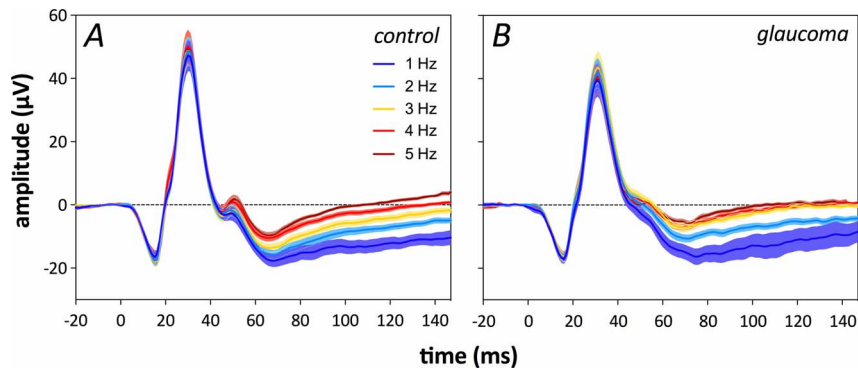 A
control
1 Hz
2 Hz
3 Hz
4 Hz
5 Hz
B
glaucoma
amplitude (µV)
60
40
20
0
-20
-20 0 20 40 60 80 100 120 140
-20 0 20 40 60 80 100 120 140
time (ms)